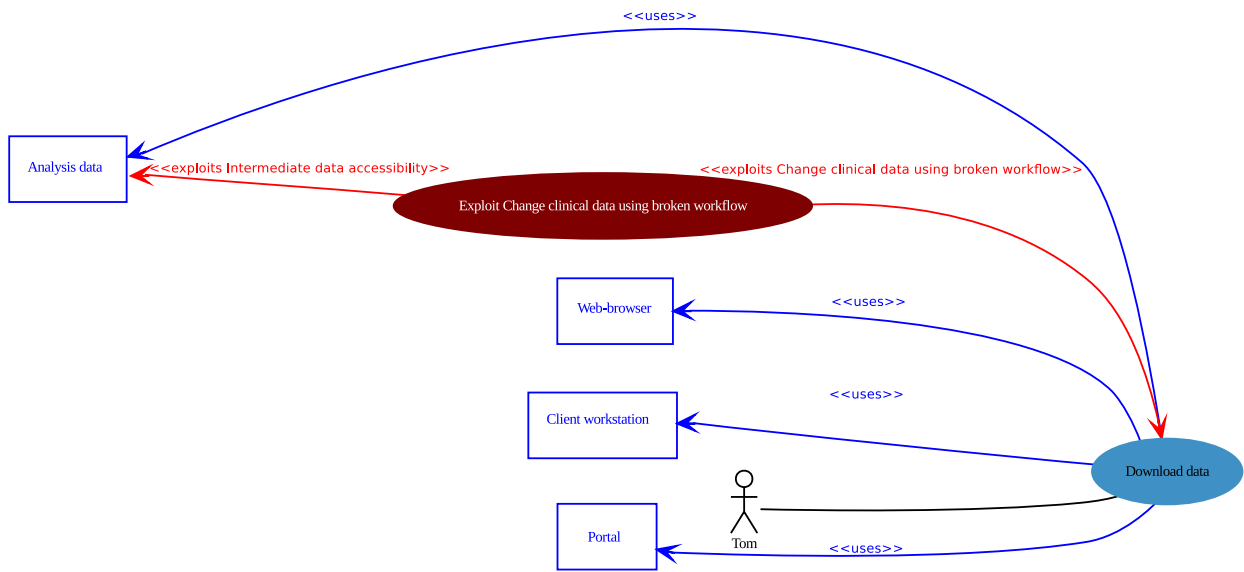 <<uses>>
Analysis data
<<exploits Intermediate data accessibility>>
<<exploits Change clinical data using broken workflow>>
Exploit Change clinical data using broken workflow
Web-browser
<<uses>>
Client workstation
<<uses>>
Download data
Portal
Tom
<<uses>>